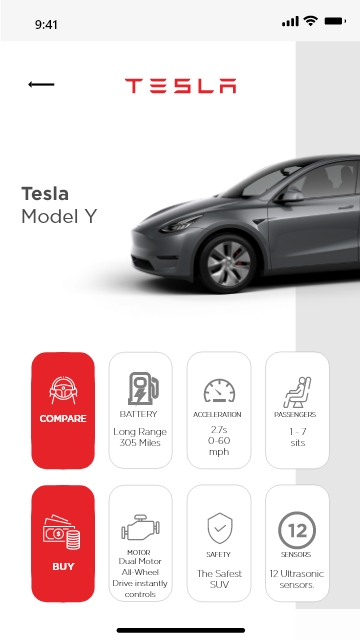 9:41
TESLA
Tesla
Model Y
COMPARE
BATTERY
Long Range
305 Miles
ACCELERATION
2.7s
0-60
mph
PASSENGERS
1 - 7
sits
BUY
MOTOR
Dual Motor
All-Wheel
Drive instantly
controls
SAFETY
The Safest
SUV
12
SENSORS
12 Ultrasonic
sensors.